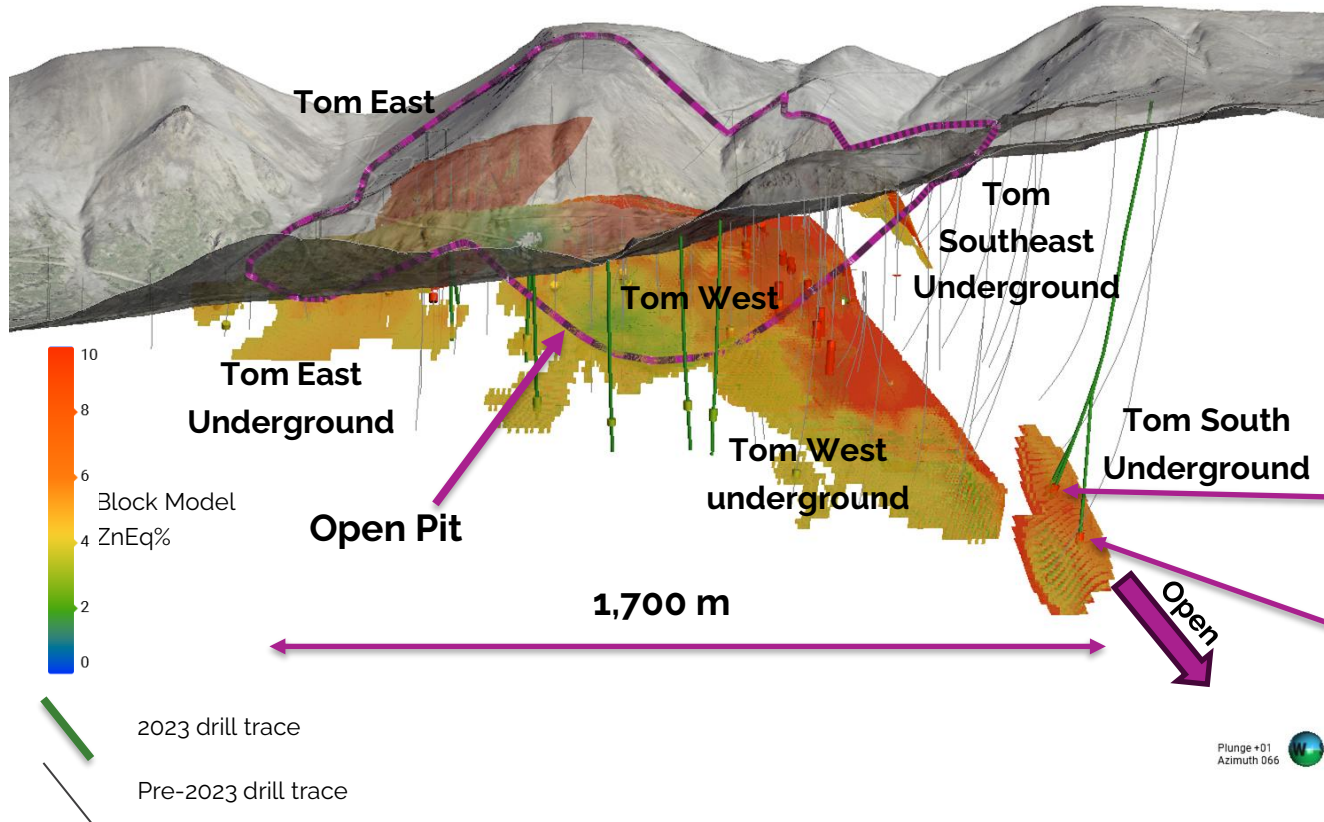 Tom East
Tom
Southeast
Underground
Tom West
Tom East
Underground
Tom West
underground
Tom South
Underground
Open Pit
1,700 m
Open
10
8
6
Block Model
ZnEq%
4
2
0
2023 drill trace
Pre-2023 drill trace
Plunge +01
Azimuth 066
W